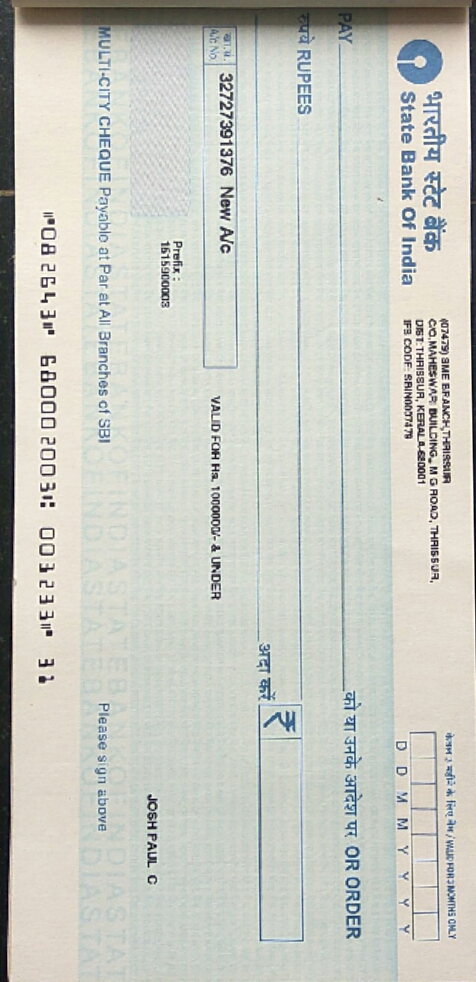 भारतीय स्टेट बैंक
State Bank Of India
(07479) SME BRANCH, THRISSUR
C/O. MAHESWARI BUILDING, M G ROAD, THRISSUR,
DIST: THRISSUR, KERALA-680001
IFS CODE: SBIN0007479
केवल 3 महीने के लिए वैध / VALID FOR 3 MONTHS ONLY
D D M M Y Y Y Y
PAY
को या उनके आदेश पर OR ORDER
रुपये RUPEES
अदा करें ₹
खा. सं.
A/c No.
32727391376 New A/c
VALID FOR Rs. 1000000/- & UNDER
Prefix :
1515900003
JOSH PAUL C
MULTI-CITY CHEQUE Payable at Par at All Branches of SBI
Please sign above
⑈082643⑈ 680002003⑆ 003233⑈ 31